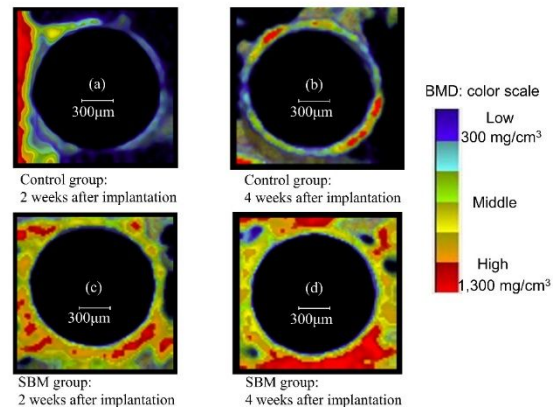 (a)
300μm
(b)
300μm
Control group:
2 weeks after implantation
Control group:
4 weeks after implantation
(c)
300μm
(d)
300μm
SBM group:
2 weeks after implantation
SBM group:
4 weeks after implantation
BMD: color scale
Low
300 mg/cm³
Middle
High
1,300 mg/cm³